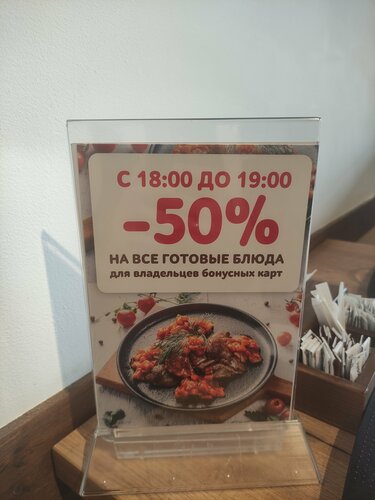 С 18:00 ДО 19:00
-50%
НА ВСЕ ГОТОВЫЕ БЛЮДА
для владельцев бонусных карт